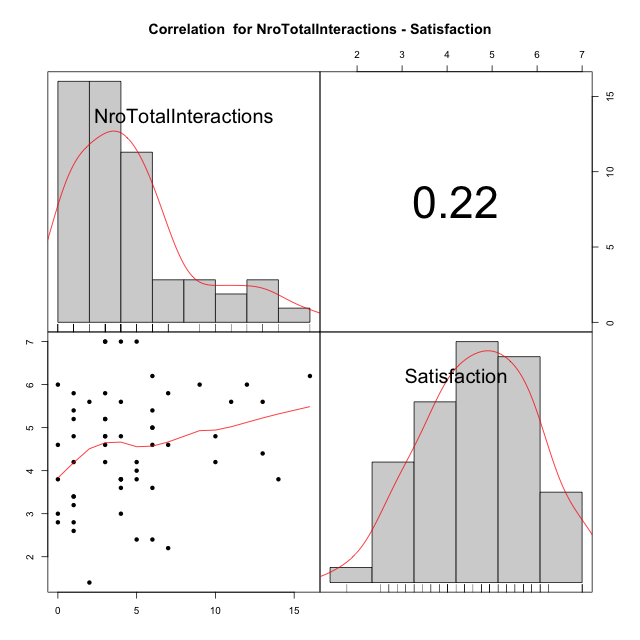 Correlation  for NroTotalInteractions - Satisfaction
2 3 4 5 6 7
NroTotalInteractions
0.22
0 5 10 15
Satisfaction
2 3 4 5 6 7
0 5 10 15